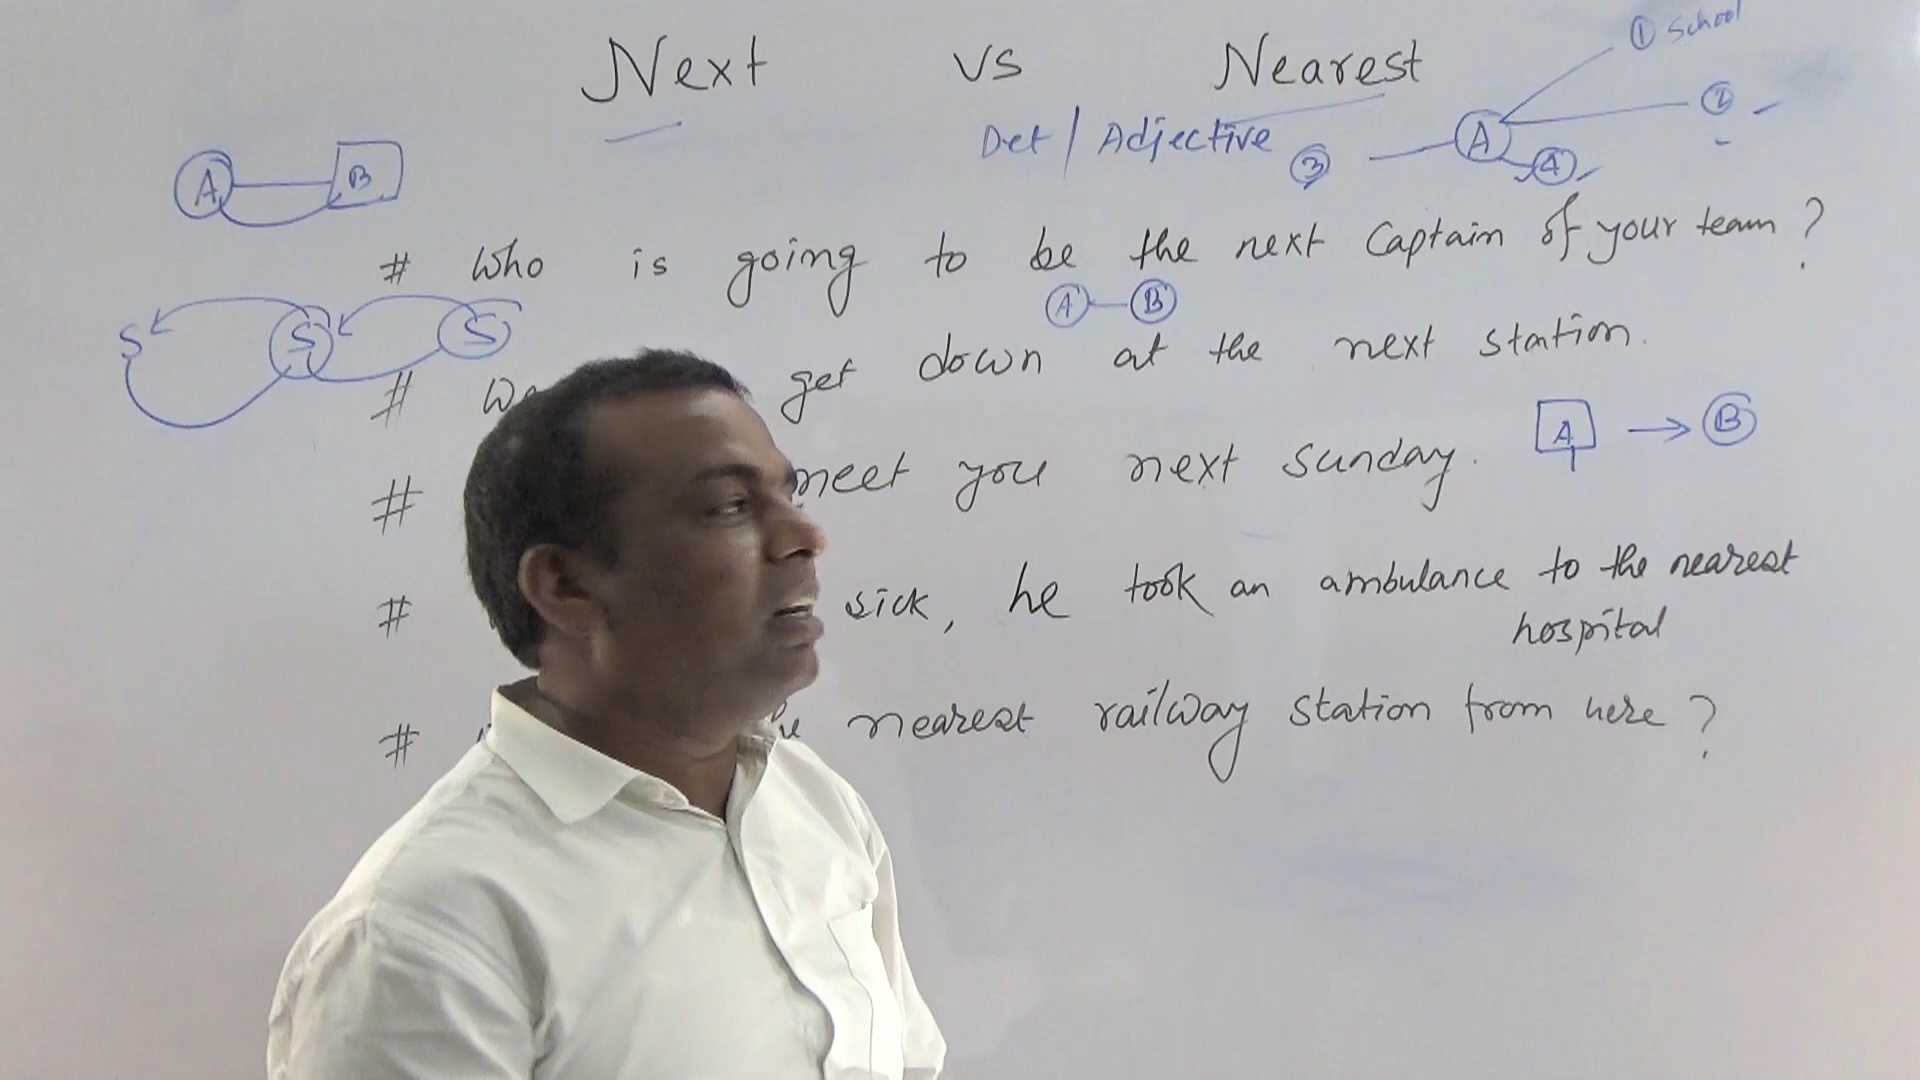 ① school
Next vs Nearest
②
Det / Adjective ③ A ④
A B
# Who is going to be the next Captain of your team?
A B
S S S
# get down at the next station.
A → B
# meet you next sunday.
# sick, he took an ambulance to the nearest
hospital
# nearest railway station from here?